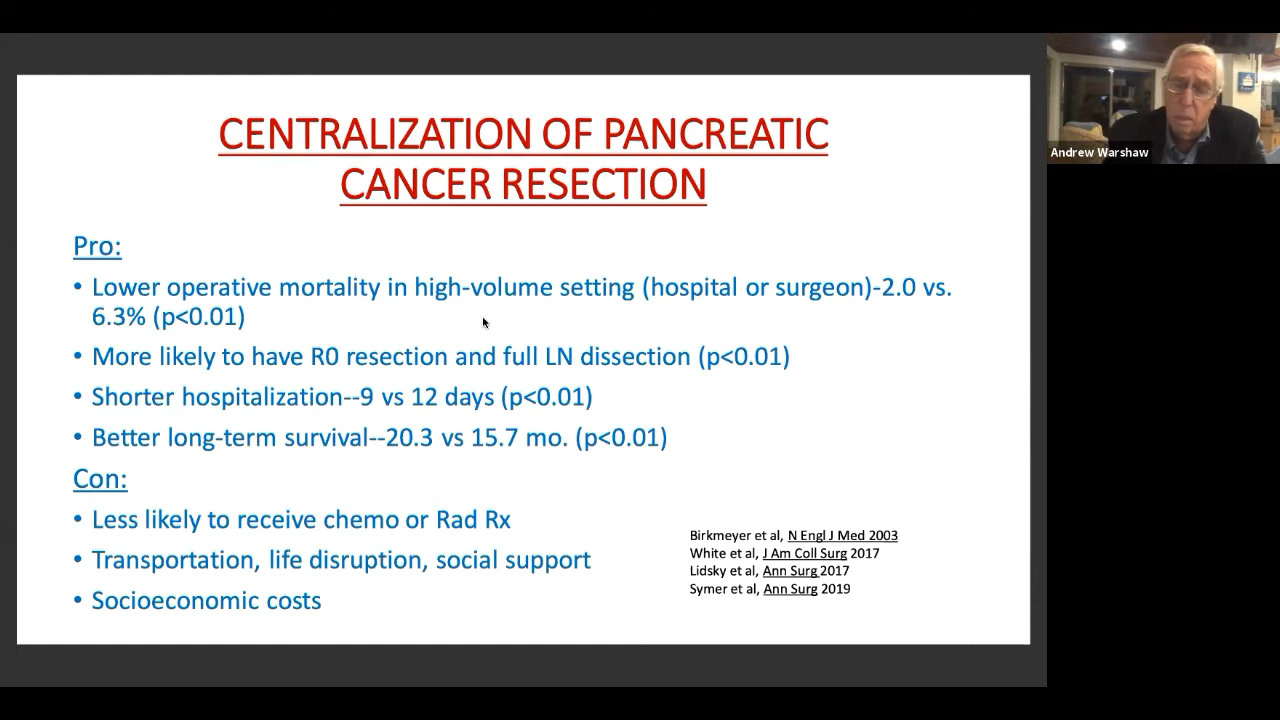 CENTRALIZATION OF PANCREATIC
CANCER RESECTION
Pro:
• Lower operative mortality in high-volume setting (hospital or surgeon)-2.0 vs.
6.3% (p<0.01)
• More likely to have R0 resection and full LN dissection (p<0.01)
• Shorter hospitalization--9 vs 12 days (p<0.01)
• Better long-term survival--20.3 vs 15.7 mo. (p<0.01)
Con:
• Less likely to receive chemo or Rad Rx
• Transportation, life disruption, social support
• Socioeconomic costs
Birkmeyer et al, N Engl J Med 2003
White et al, J Am Coll Surg 2017
Lidsky et al, Ann Surg 2017
Symer et al, Ann Surg 2019
Andrew Warshaw